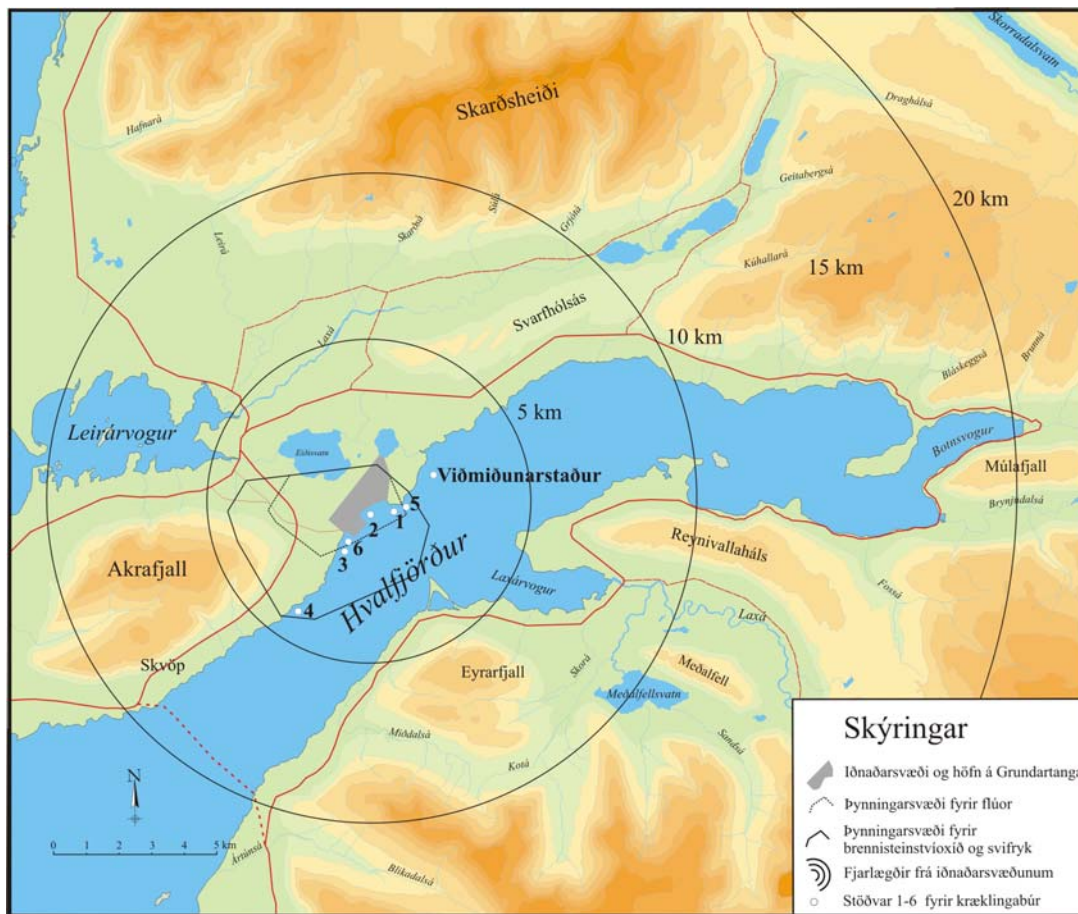 Skorradalsvatn
Skarðsheiði
Draghálsá
Hafnará
Geitabergsá
20 km
Leirá
Skarðsá
Súlá
Grjótá
Kúhallará
15 km
Svarfhólsás
Laxá
10 km
Brunná
Bláskeggsá
5 km
Leirárvogur
Eiðisvatn
Botnsvogur
Viðmiðunarstaður
Múlafjall
Brynjudalsá
5
1
2
6
3
4
Hvalfjörður
Reynivallaháls
Akrafjall
Laxárvogur
Fossá
Laxá
Skvöp
Eyrarfjall
Skorá
Meðalfell
Meðalfellsvatn
Miðdalsá
Sandsá
Kotá
N
0 1 2 3 4 5 km
Ártúnsá
Blikadalsá
Skýringar
Iðnaðarsvæði og höfn á Grundartanga
Þynningarsvæði fyrir flúor
Þynningarsvæði fyrir
brennisteinstvíoxíð og svifryk
Fjarlægðir frá iðnaðarsvæðunum
Stöðvar 1-6 fyrir kræklingabúr